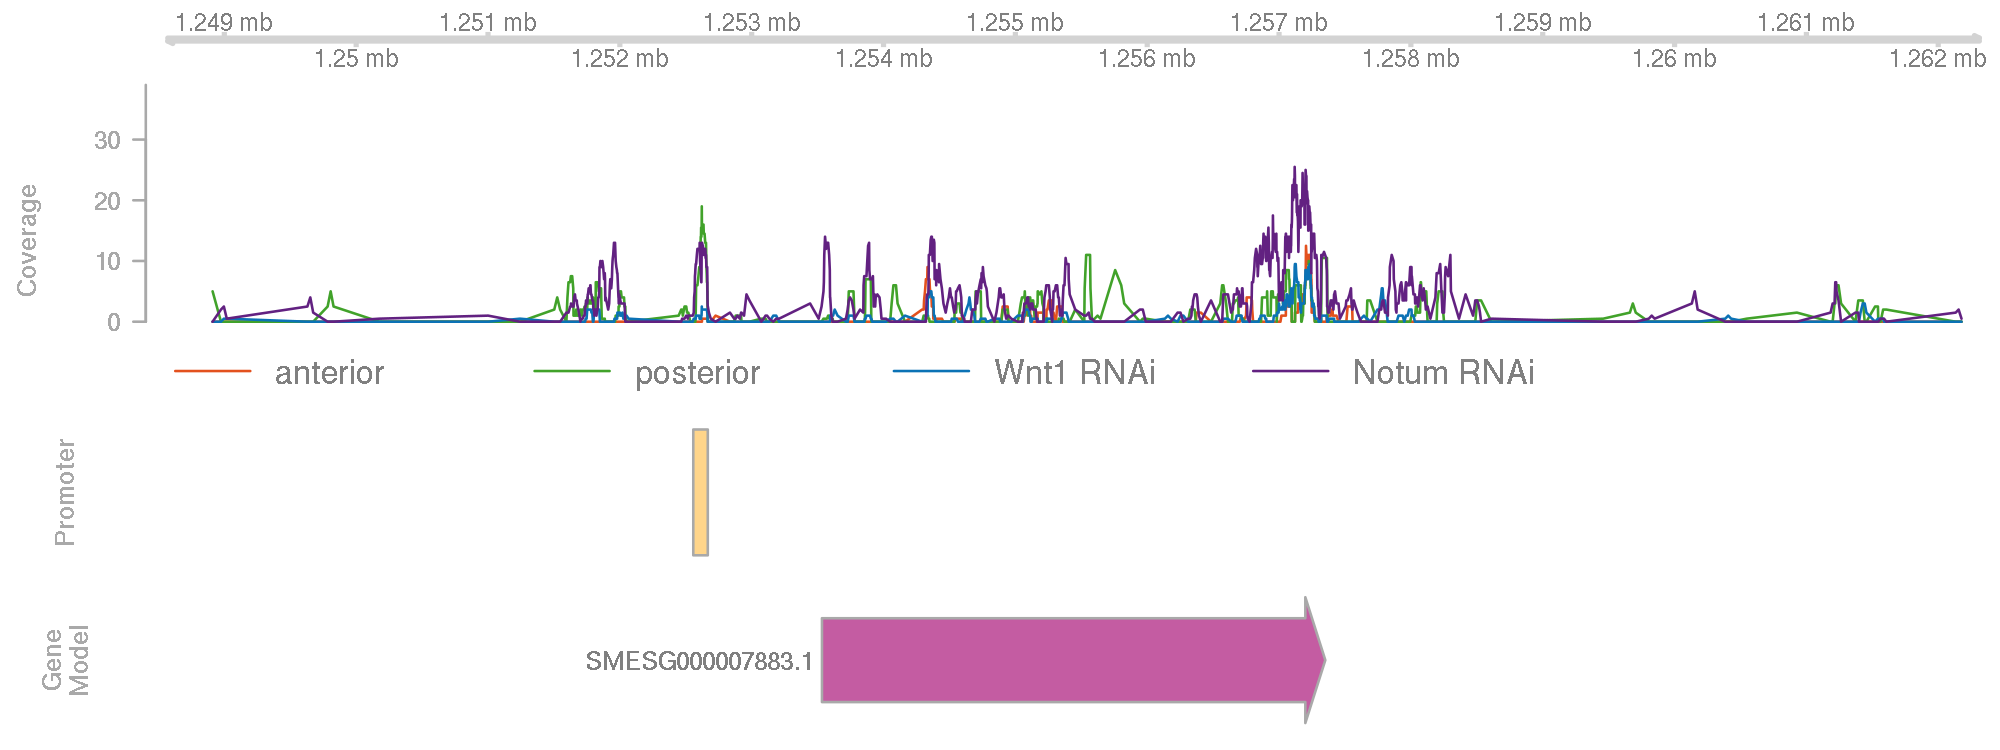 1.249 mb 1.251 mb 1.253 mb 1.255 mb 1.257 mb 1.259 mb 1.261 mb
1.25 mb 1.252 mb 1.254 mb 1.256 mb 1.258 mb 1.26 mb 1.262 mb
Coverage
30
20
10
0
anterior posterior Wnt1 RNAi Notum RNAi
Promoter
Gene
Model
SMESG000007883.1